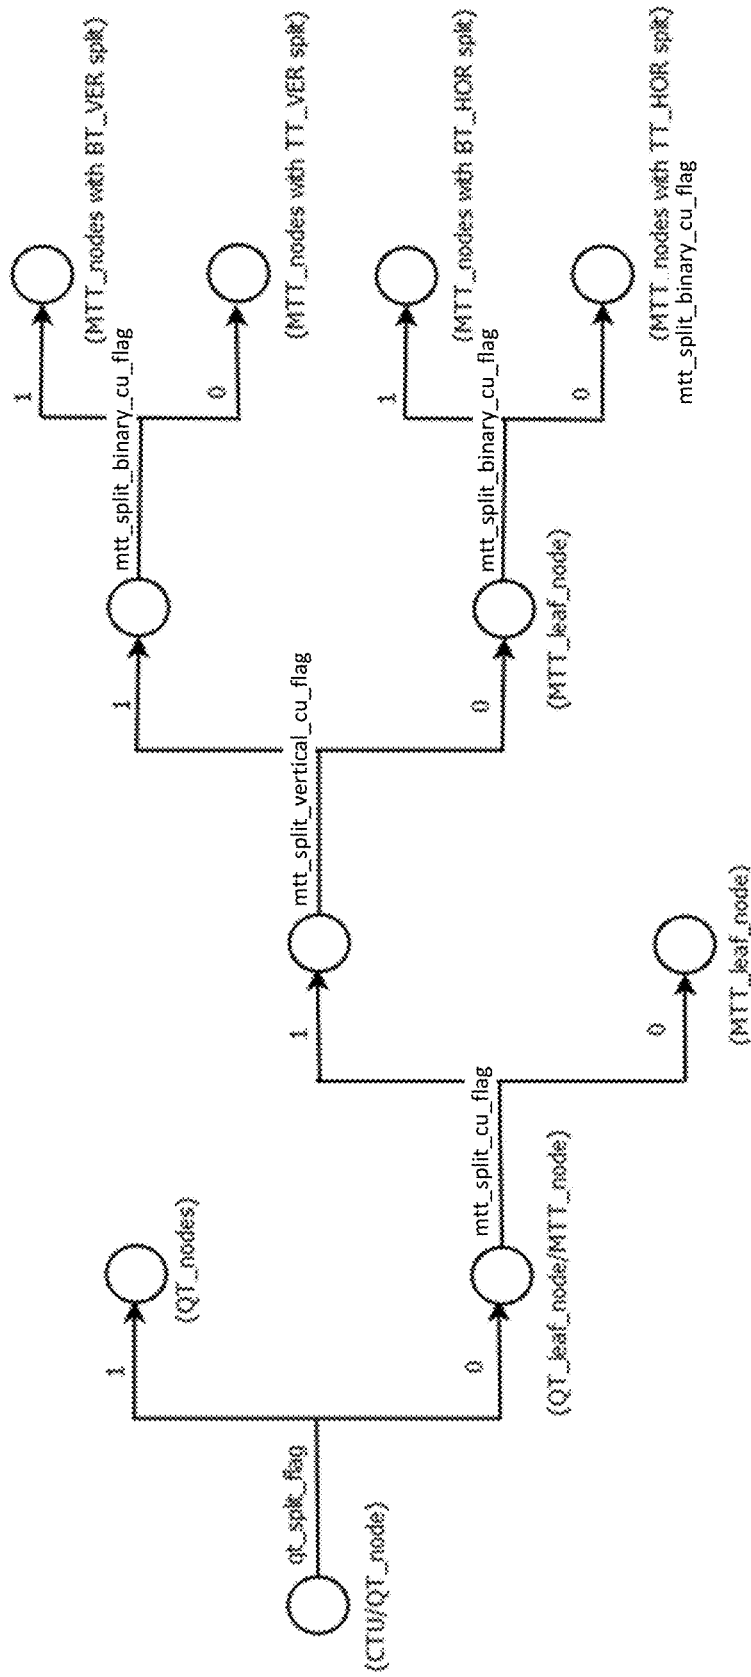 (CTU/QT_node)
qt_split_flag
1
(QT_nodes)
0
(QT_leaf_node/MTT_node)
mtt_split_cu_flag
1
0
(MTT_leaf_node)
mtt_split_vertical_cu_flag
1
0
(MTT_leaf_node)
mtt_split_binary_cu_flag
1
(MTT_nodes with BT_VER split)
0
(MTT_nodes with TT_VER split)
mtt_split_binary_cu_flag
1
(MTT_nodes with BT_HOR split)
0
(MTT_nodes with TT_HOR split)
mtt_split_binary_cu_flag